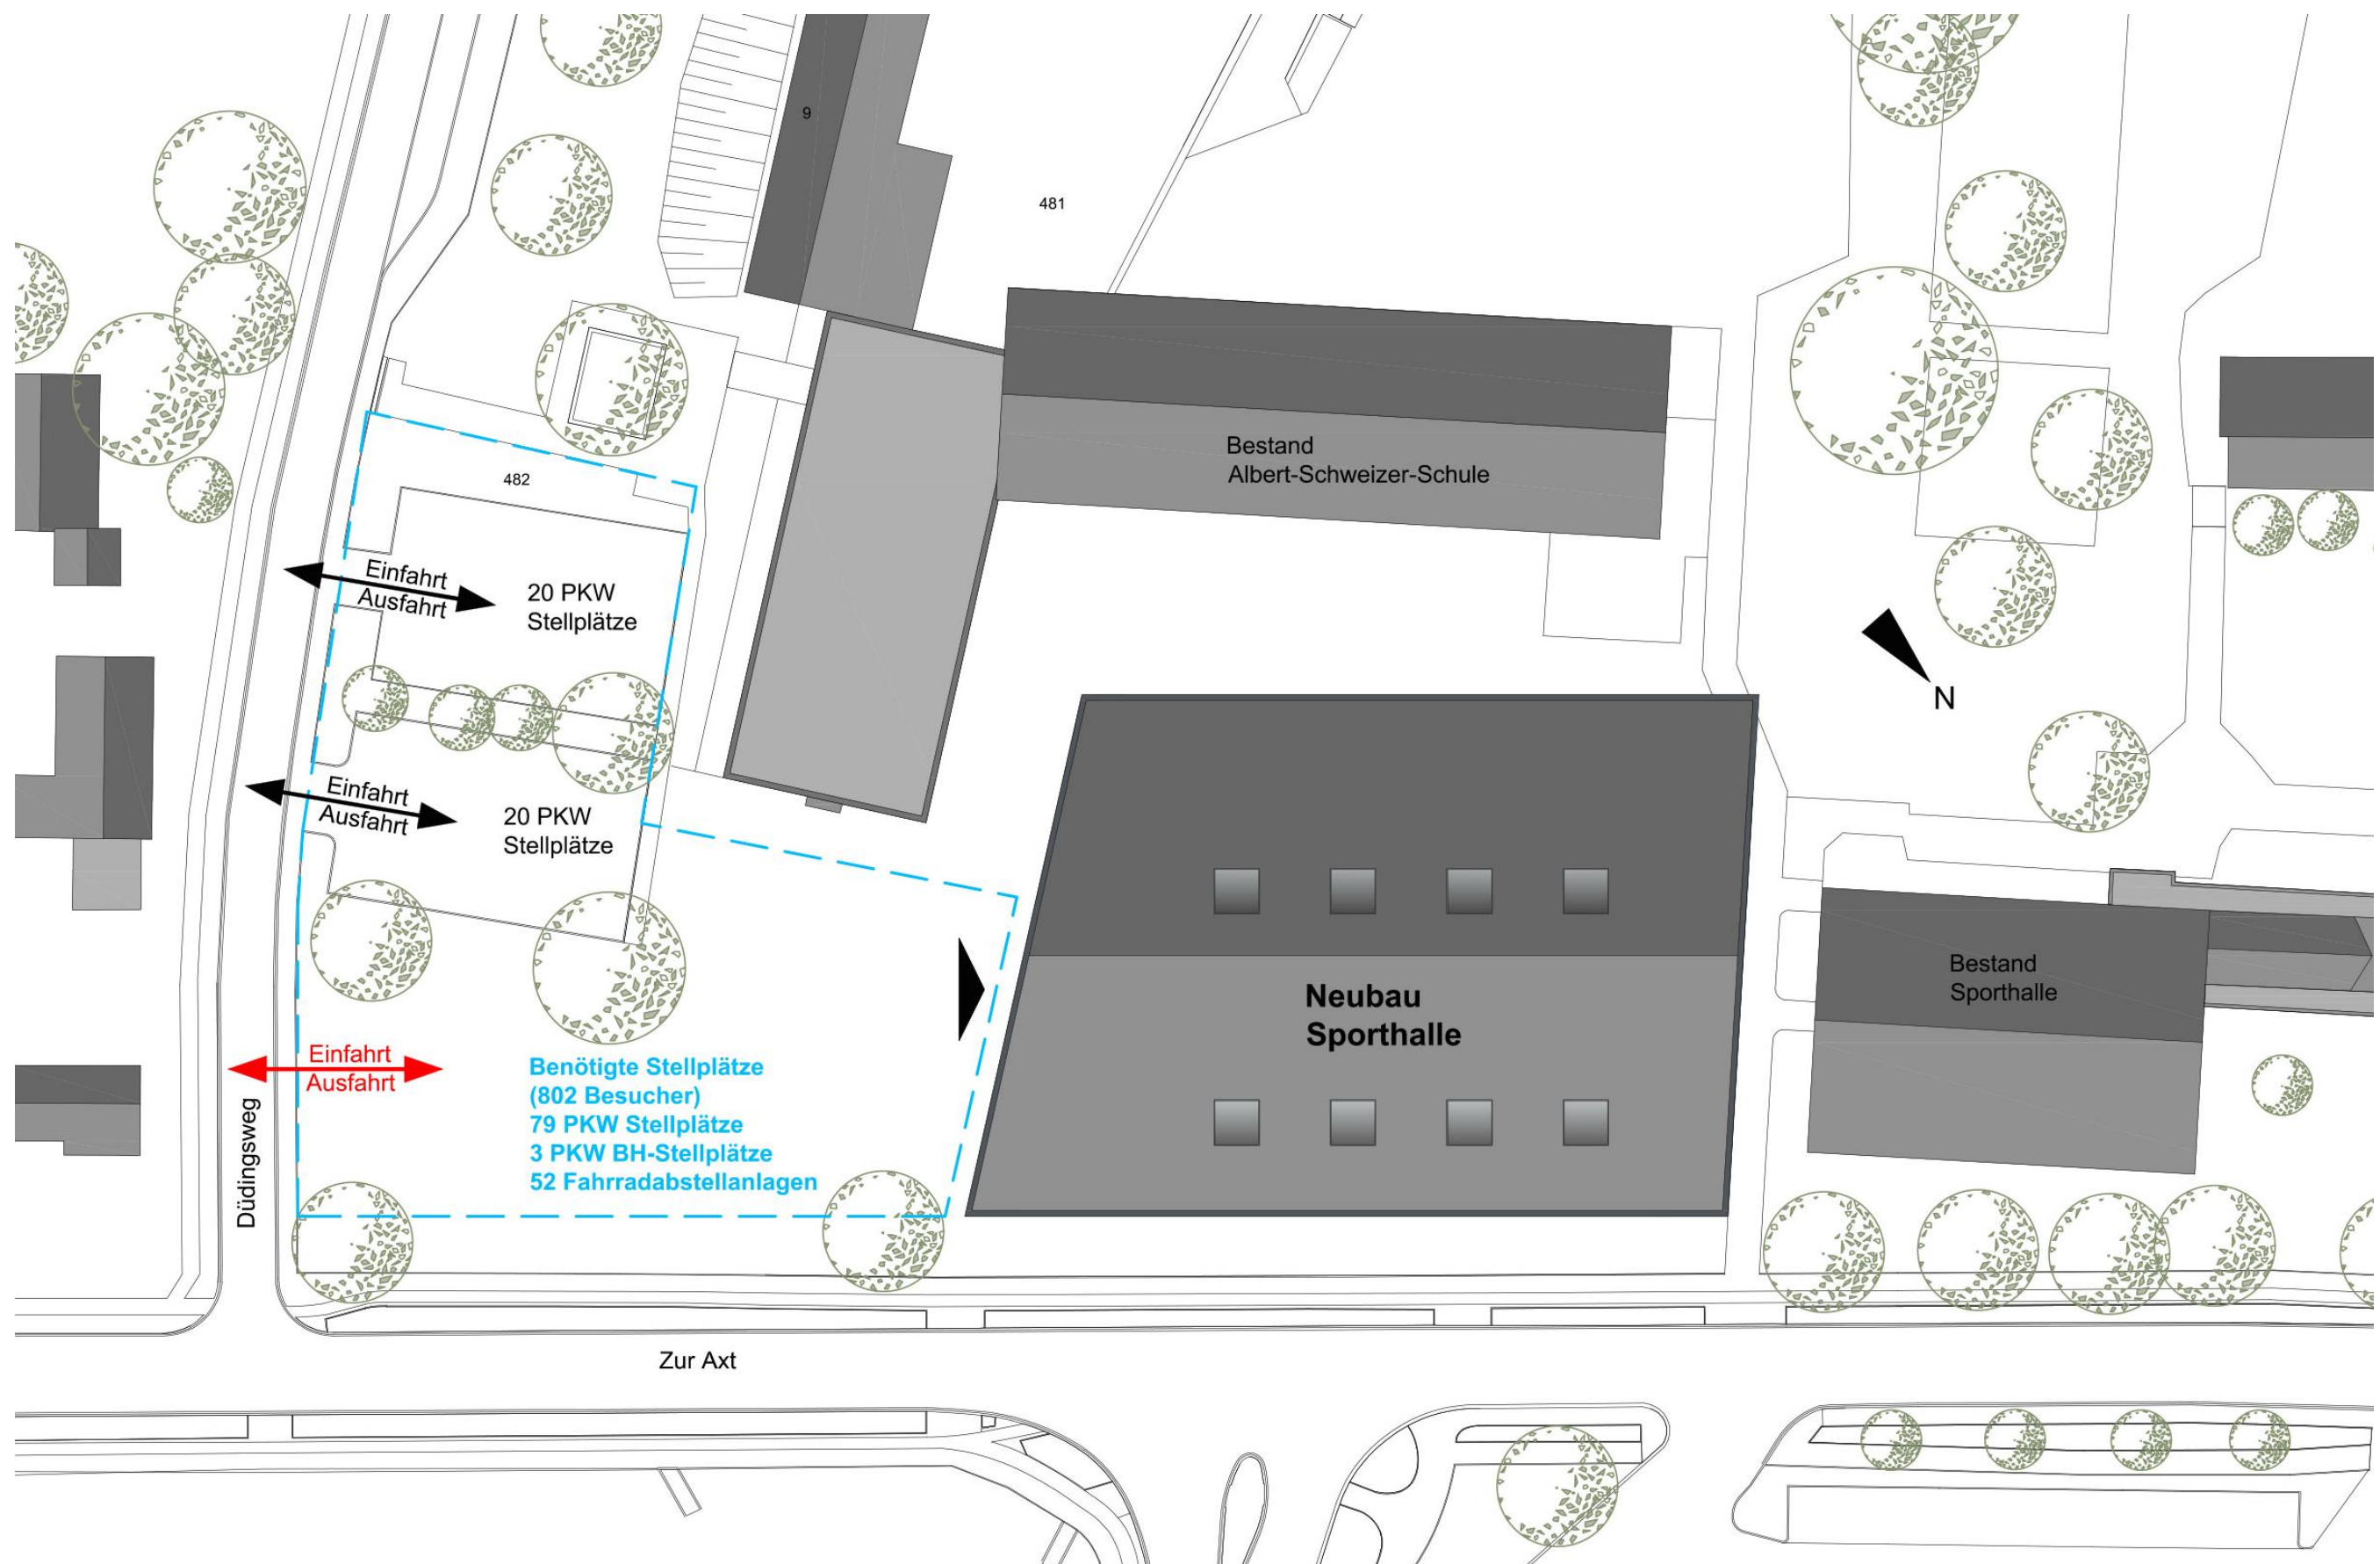 9
481
Bestand
Albert-Schweizer-Schule
482
Einfahrt
Ausfahrt
20 PKW
Stellplätze
N
Einfahrt
Ausfahrt
20 PKW
Stellplätze
Bestand
Sporthalle
Neubau
Sporthalle
Einfahrt
Ausfahrt
Benötigte Stellplätze
(802 Besucher)
79 PKW Stellplätze
3 PKW BH-Stellplätze
52 Fahrradabstellanlagen
Düdingsweg
Zur Axt